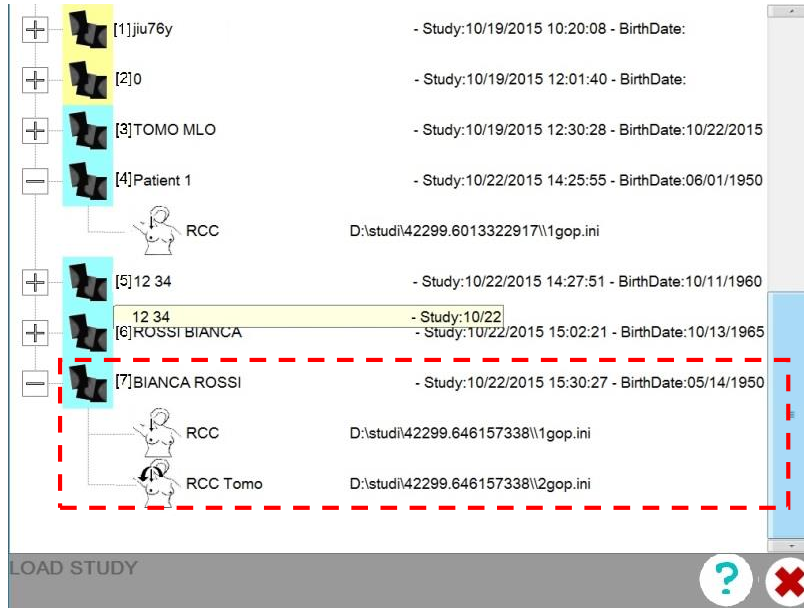 [1]jiu76y - Study:10/19/2015 10:20:08 - BirthDate:
[2]0 - Study:10/19/2015 12:01:40 - BirthDate:
[3]TOMO MLO - Study:10/19/2015 12:30:28 - BirthDate:10/22/2015
[4]Patient 1 - Study:10/22/2015 14:25:55 - BirthDate:06/01/1950
RCC D:\studi\42299.6013322917\\1gop.ini
[5]12 34 - Study:10/22/2015 14:27:51 - BirthDate:10/11/1960
12 34 - Study:10/22
[6]ROSSI BIANCA - Study:10/22/2015 15:02:21 - BirthDate:10/13/1965
[7]BIANCA ROSSI - Study:10/22/2015 15:30:27 - BirthDate:05/14/1950
RCC D:\studi\42299.646157338\\1gop.ini
RCC Tomo D:\studi\42299.646157338\\2gop.ini
LOAD STUDY
?